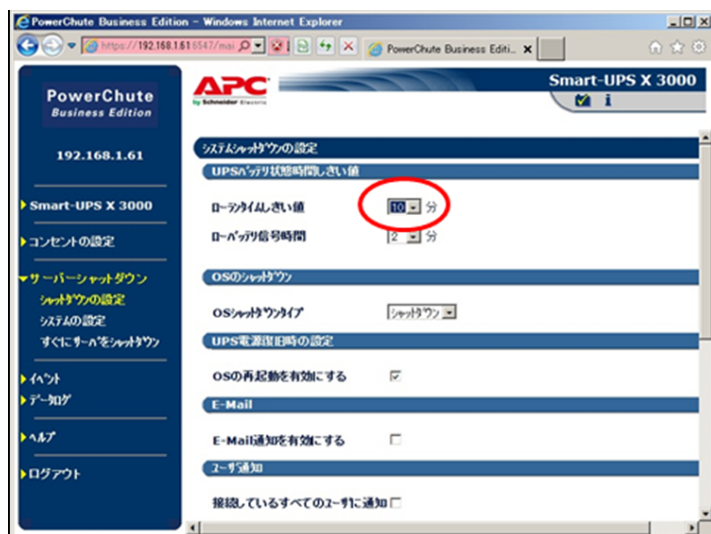 PowerChute Business Edition - Windows Internet Explorer
https://192.168.1.61:6547/mai
PowerChute Business Editi...
PowerChute
Business Edition
192.168.1.61
Smart-UPS X 3000
コンセントの設定
サーバーシャットダウン
ｼｬｯﾄﾀﾞｳﾝの設定
ｼｽﾃﾑの設定
すぐにｻｰﾊﾞをｼｬｯﾄﾀﾞｳﾝ
ｲﾍﾞﾝﾄ
ﾃﾞｰﾀﾛｸﾞ
ﾍﾙﾌﾟ
ログアウト
APC
by Schneider Electric
Smart-UPS X 3000
ｼｽﾃﾑｼｬｯﾄﾀﾞｳﾝの設定
UPSﾊﾞｯﾃﾘ状態時間しきい値
ﾛｰﾗﾝﾀｲﾑしきい値 10 分
ﾛｰﾊﾞｯﾃﾘ信号時間 2 分
OSのｼｬｯﾄﾀﾞｳﾝ
OSｼｬｯﾄﾀﾞｳﾝﾀｲﾌﾟ ｼｬｯﾄﾀﾞｳﾝ
UPS電源復旧時の設定
OSの再起動を有効にする
E-Mail
E-Mail通知を有効にする
ﾕｰｻﾞ通知
接続しているすべてのﾕｰｻﾞに通知